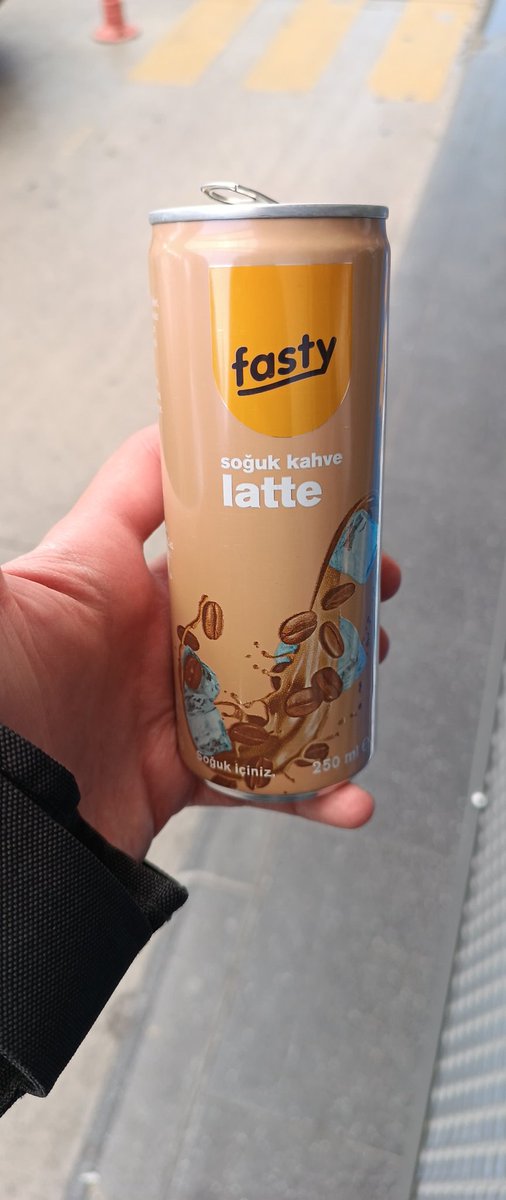 fasty
soğuk kahve
latte
Soğuk içiniz.
250 ml